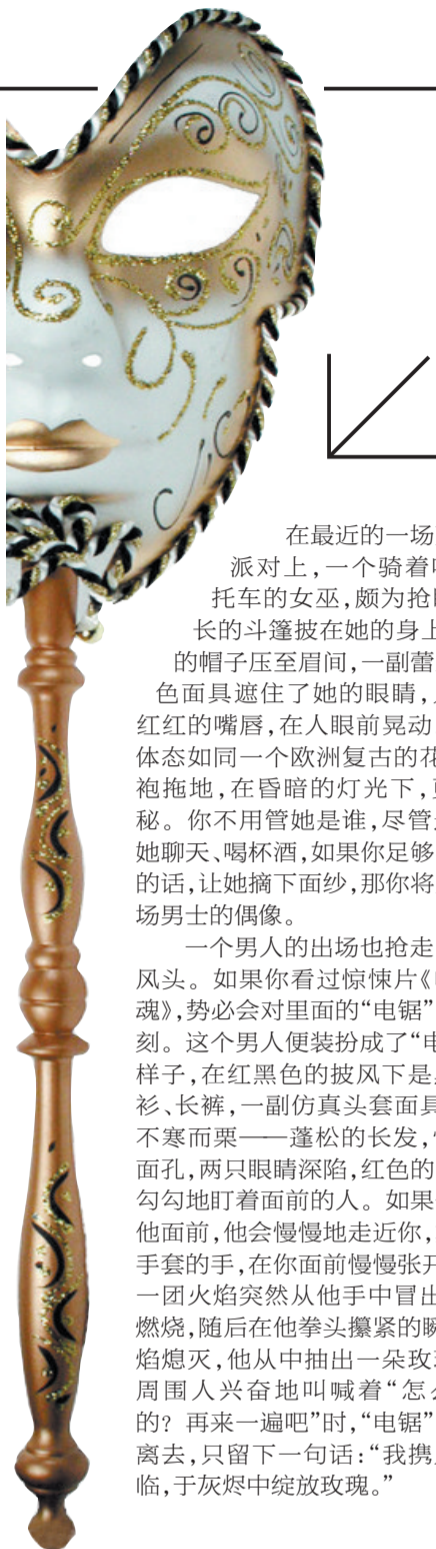 在最近的一场
派对上，一个骑着
托车的女巫，颇为抢
长的斗篷披在她的身上
的帽子压至眉间，一副蕾
色面具遮住了她的眼睛，
红红的嘴唇，在人眼前晃动
体态如同一个欧洲复古的花
袍拖地，在昏暗的灯光下，
秘。你不用管她是谁，尽管
她聊天、喝杯酒，如果你足够
的话，让她摘下面纱，那你将
场男士的偶像。
一个男人的出场也抢走
风头。如果你看过惊悚片《
魂》，势必会对里面的“电锯”
刻。这个男人便装扮成了“电
样子，在红黑色的披风下是
衫、长裤，一副仿真头套面具
不寒而栗——蓬松的长发，
面孔，两只眼睛深陷，红色的
勾勾地盯着面前的人。如果
他面前，他会慢慢地走近你，
手套的手，在你面前慢慢张开
一团火焰突然从他手中冒出
燃烧，随后在他拳头攥紧的瞬
焰熄灭，他从中抽出一朵玫
周围人兴奋地叫喊着“怎么
的？再来一遍吧”时，“电锯”
离去，只留下一句话：“我携
临，于灰烬中绽放玫瑰。”